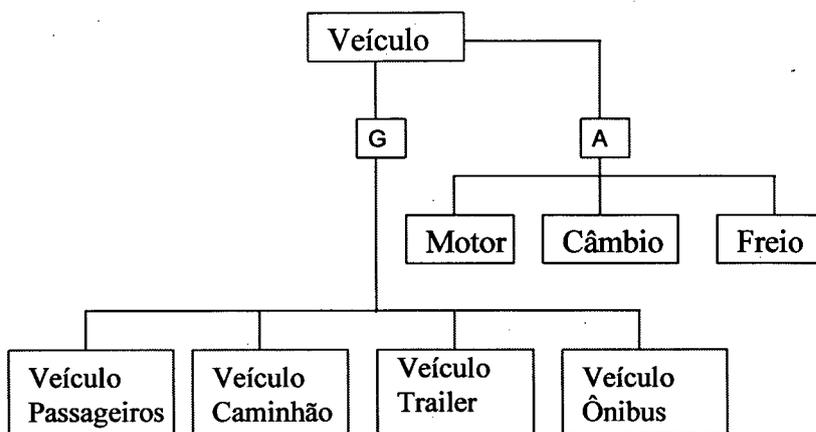 Veículo
G
A
Motor
Câmbio
Freio
Veículo
Passageiros
Veículo
Caminhão
Veículo
Trailer
Veículo
Ônibus